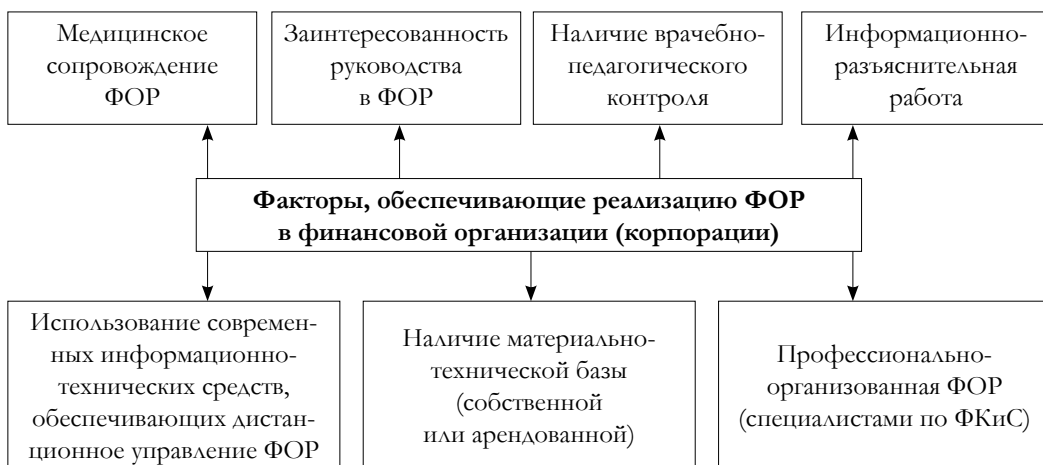 Медицинское
сопровождение
ФОР
Заинтересованность
руководства
в ФОР
Наличие врачебно-
педагогического
контроля
Информационно-
разъяснительная
работа
Факторы, обеспечивающие реализацию ФОР
в финансовой организации (корпорации)
Использование современ-
ных информационно-
технических средств,
обеспечивающих дистан-
ционное управление ФОР
Наличие материально-
технической базы
(собственной
или арендованной)
Профессионально-
организованная ФОР
(специалистами по ФКиС)